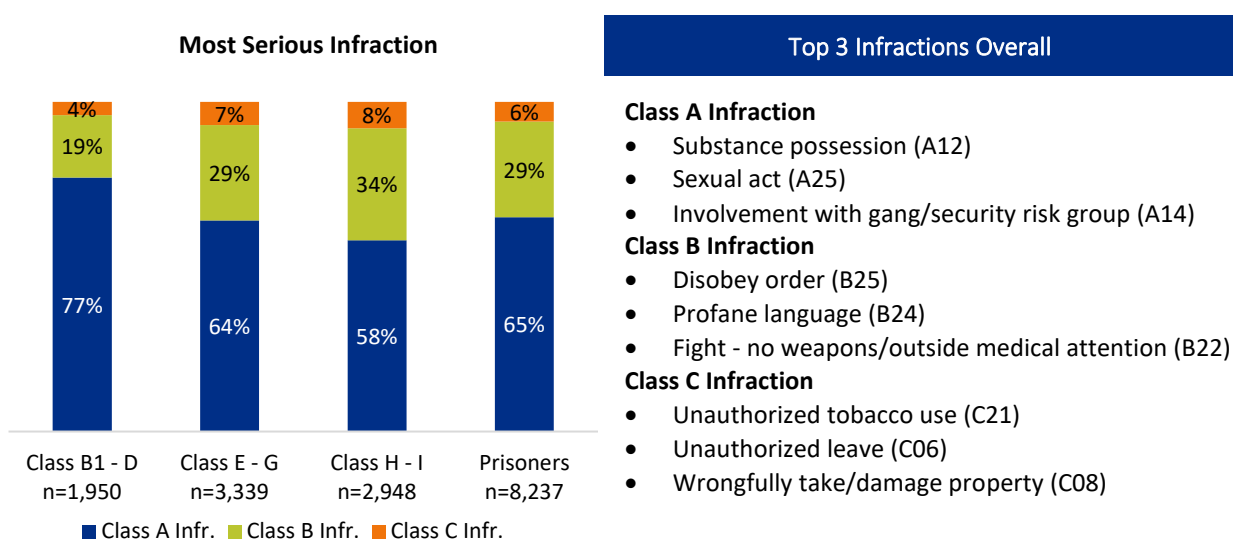 Most Serious Infraction
4%
7%
8%
6%
19%
29%
34%
29%
77%
64%
58%
65%
Class B1 - D
n=1,950
Class E - G
n=3,339
Class H - I
n=2,948
Prisoners
n=8,237
Class A Infr.
Class B Infr.
Class C Infr.
Top 3 Infractions Overall
Class A Infraction
• Substance possession (A12)
• Sexual act (A25)
• Involvement with gang/security risk group (A14)
Class B Infraction
• Disobey order (B25)
• Profane language (B24)
• Fight - no weapons/outside medical attention (B22)
Class C Infraction
• Unauthorized tobacco use (C21)
• Unauthorized leave (C06)
• Wrongfully take/damage property (C08)